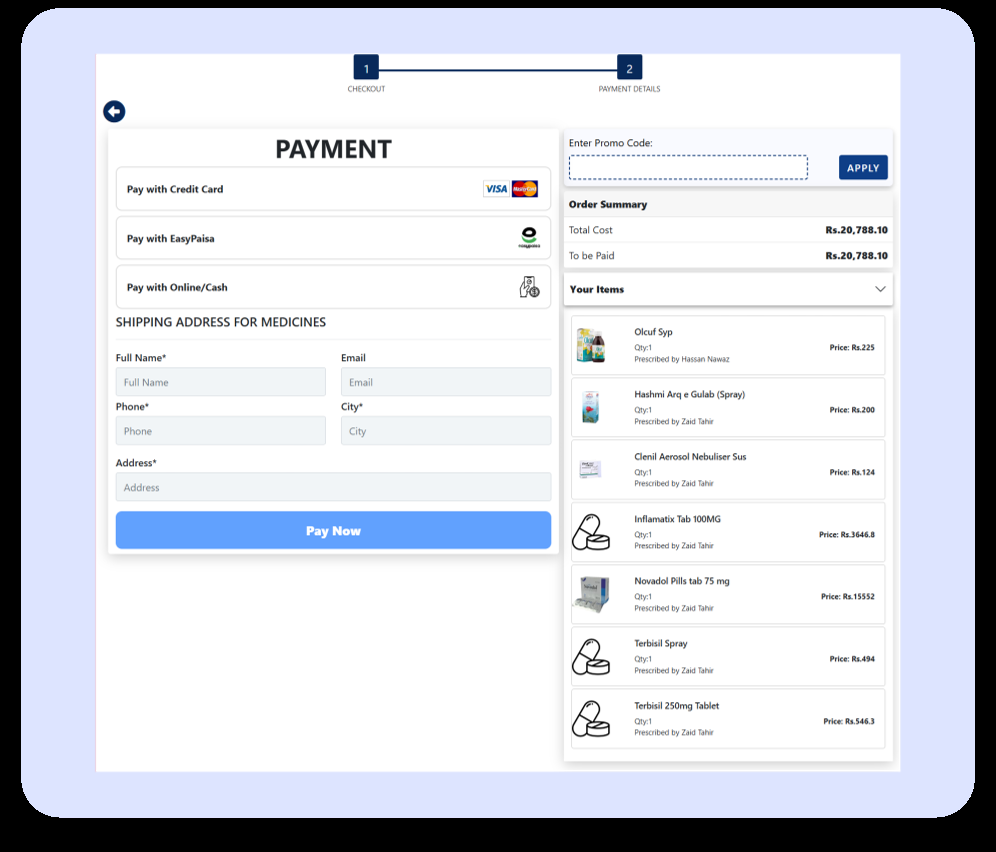 1
2
CHECKOUT
PAYMENT DETAILS
PAYMENT
Pay with Credit Card
VISA
MasterCard
Pay with EasyPaisa
Pay with Online/Cash
SHIPPING ADDRESS FOR MEDICINES
Full Name*
Email
Full Name
Email
Phone*
City*
Phone
City
Address*
Address
Pay Now
Enter Promo Code:
APPLY
Order Summary
Total Cost
Rs.20,788.10
To be Paid
Rs.20,788.10
Your Items
Olcuf Syp
Qty:1
Price: Rs.225
Prescribed by Hassan Nawaz
Hashmi Arq e Gulab (Spray)
Qty:1
Price: Rs.200
Prescribed by Zaid Tahir
Clenil Aerosol Nebuliser Sus
Qty:1
Price: Rs.124
Prescribed by Zaid Tahir
Inflamatix Tab 100MG
Qty:1
Price: Rs.3646.8
Prescribed by Zaid Tahir
Novadol Pills tab 75 mg
Qty:1
Price: Rs.15552
Prescribed by Zaid Tahir
Terbisil Spray
Qty:1
Price: Rs.494
Prescribed by Zaid Tahir
Terbisil 250mg Tablet
Qty:1
Price: Rs.546.3
Prescribed by Zaid Tahir